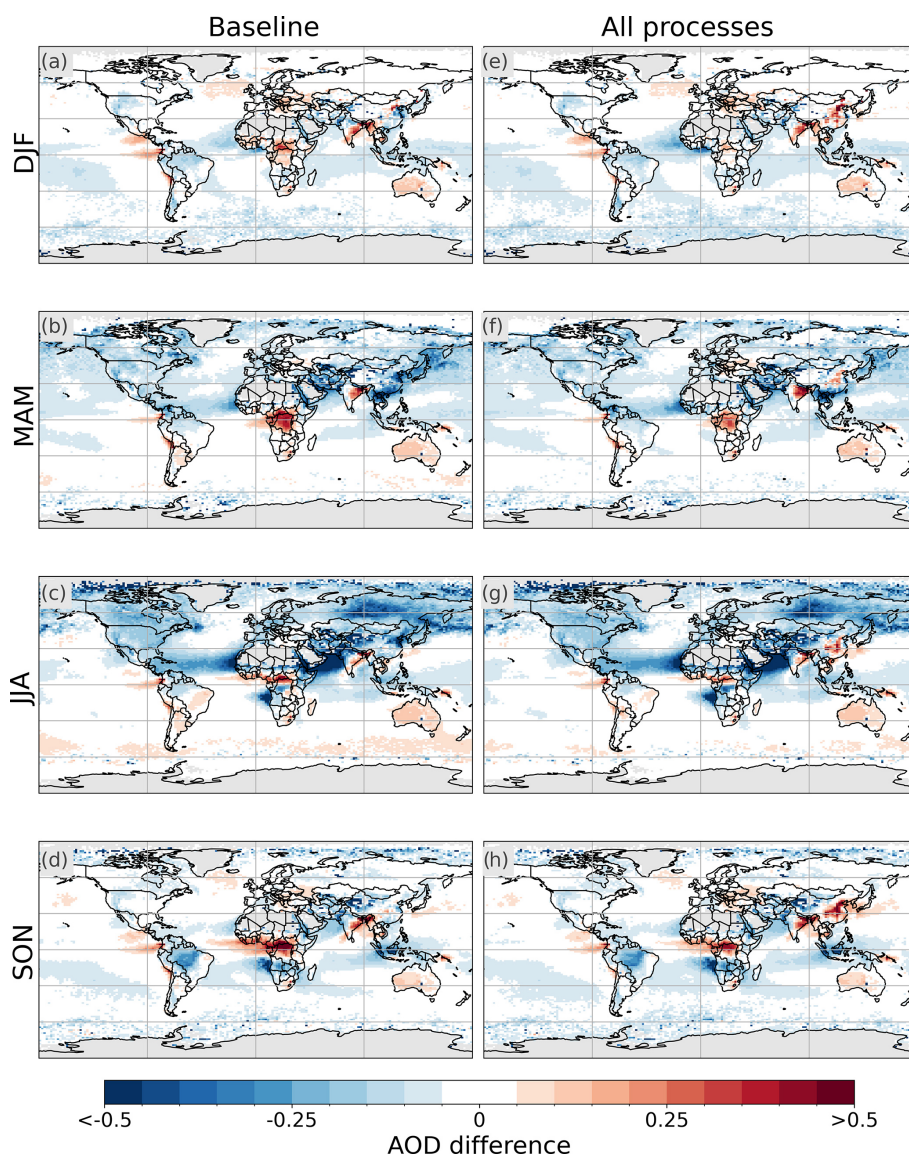 Baseline All processes
(a) (e)
DJF
(b) (f)
MAM
(c) (g)
JJA
(d) (h)
SON
<-0.5 -0.25 0 0.25 >0.5
AOD difference